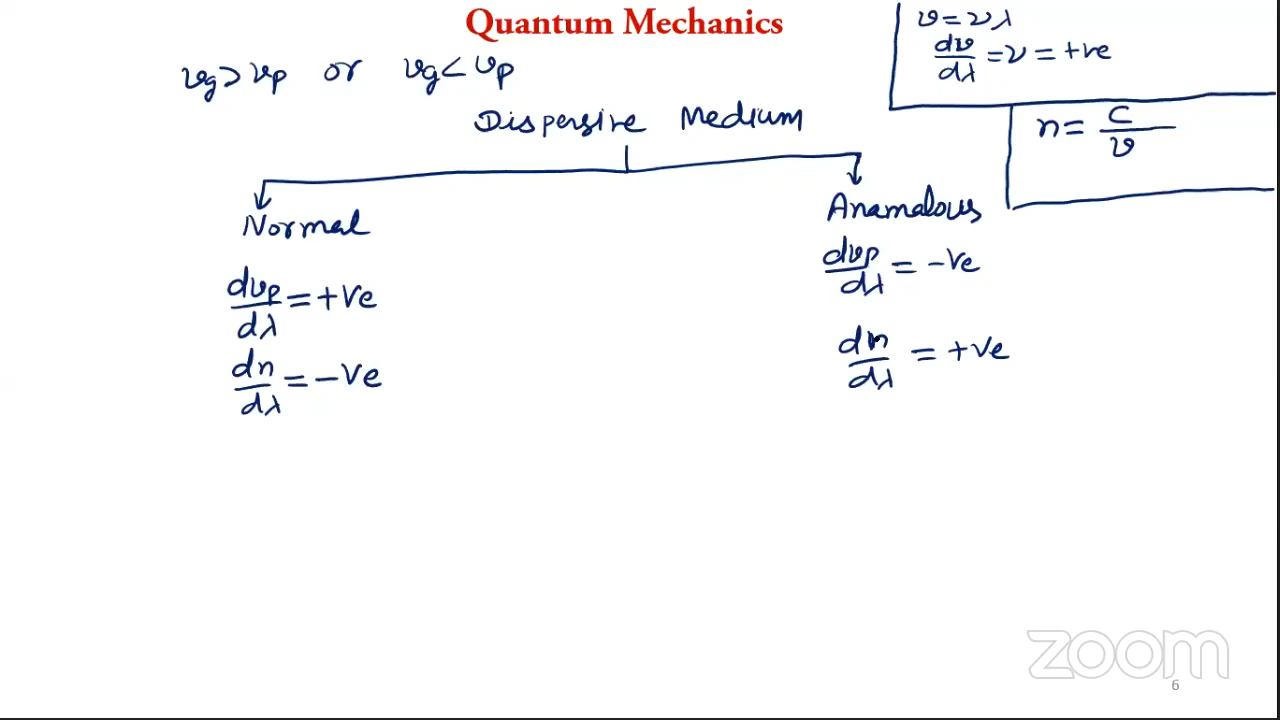 Quantum Mechanics
v = νλ
dv/dλ = ν = +ve
vg > vp or vg < vp
n = c/v
Dispersive Medium
Normal
Anamalous
dvp/dλ = +ve
dvp/dλ = -ve
dn/dλ = -ve
dn/dλ = +ve
zoom
6